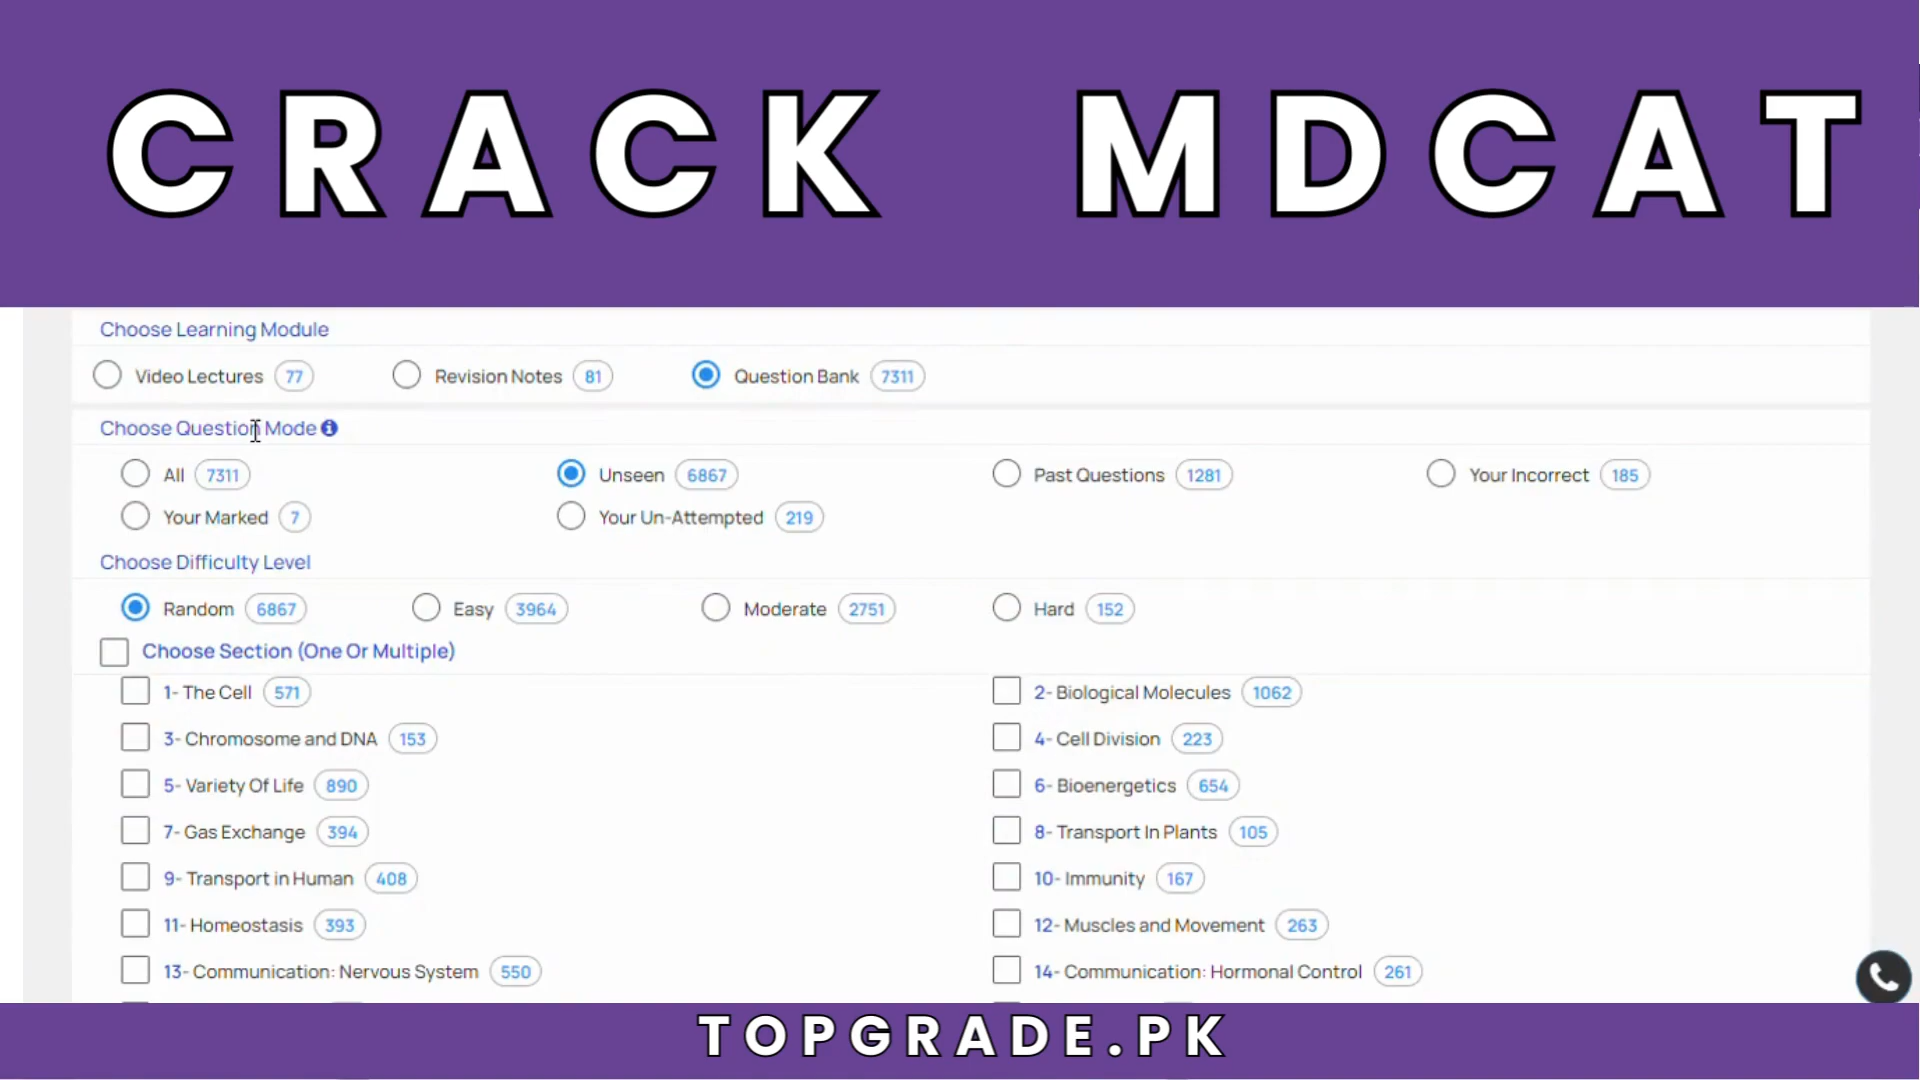 CRACK MDCAT
Choose Learning Module
Video Lectures 77 Revision Notes 81 Question Bank 7311
Choose Question Mode
All 7311 Unseen 6867 Past Questions 1281 Your Incorrect 185
Your Marked 7 Your Un-Attempted 219
Choose Difficulty Level
Random 6867 Easy 3964 Moderate 2751 Hard 152
Choose Section (One Or Multiple)
1- The Cell 571 2- Biological Molecules 1062
3- Chromosome and DNA 153 4- Cell Division 223
5- Variety Of Life 890 6- Bioenergetics 654
7- Gas Exchange 394 8- Transport In Plants 105
9- Transport in Human 408 10- Immunity 167
11- Homeostasis 393 12- Muscles and Movement 263
13- Communication: Nervous System 550 14- Communication: Hormonal Control 261
TOPGRADE.PK